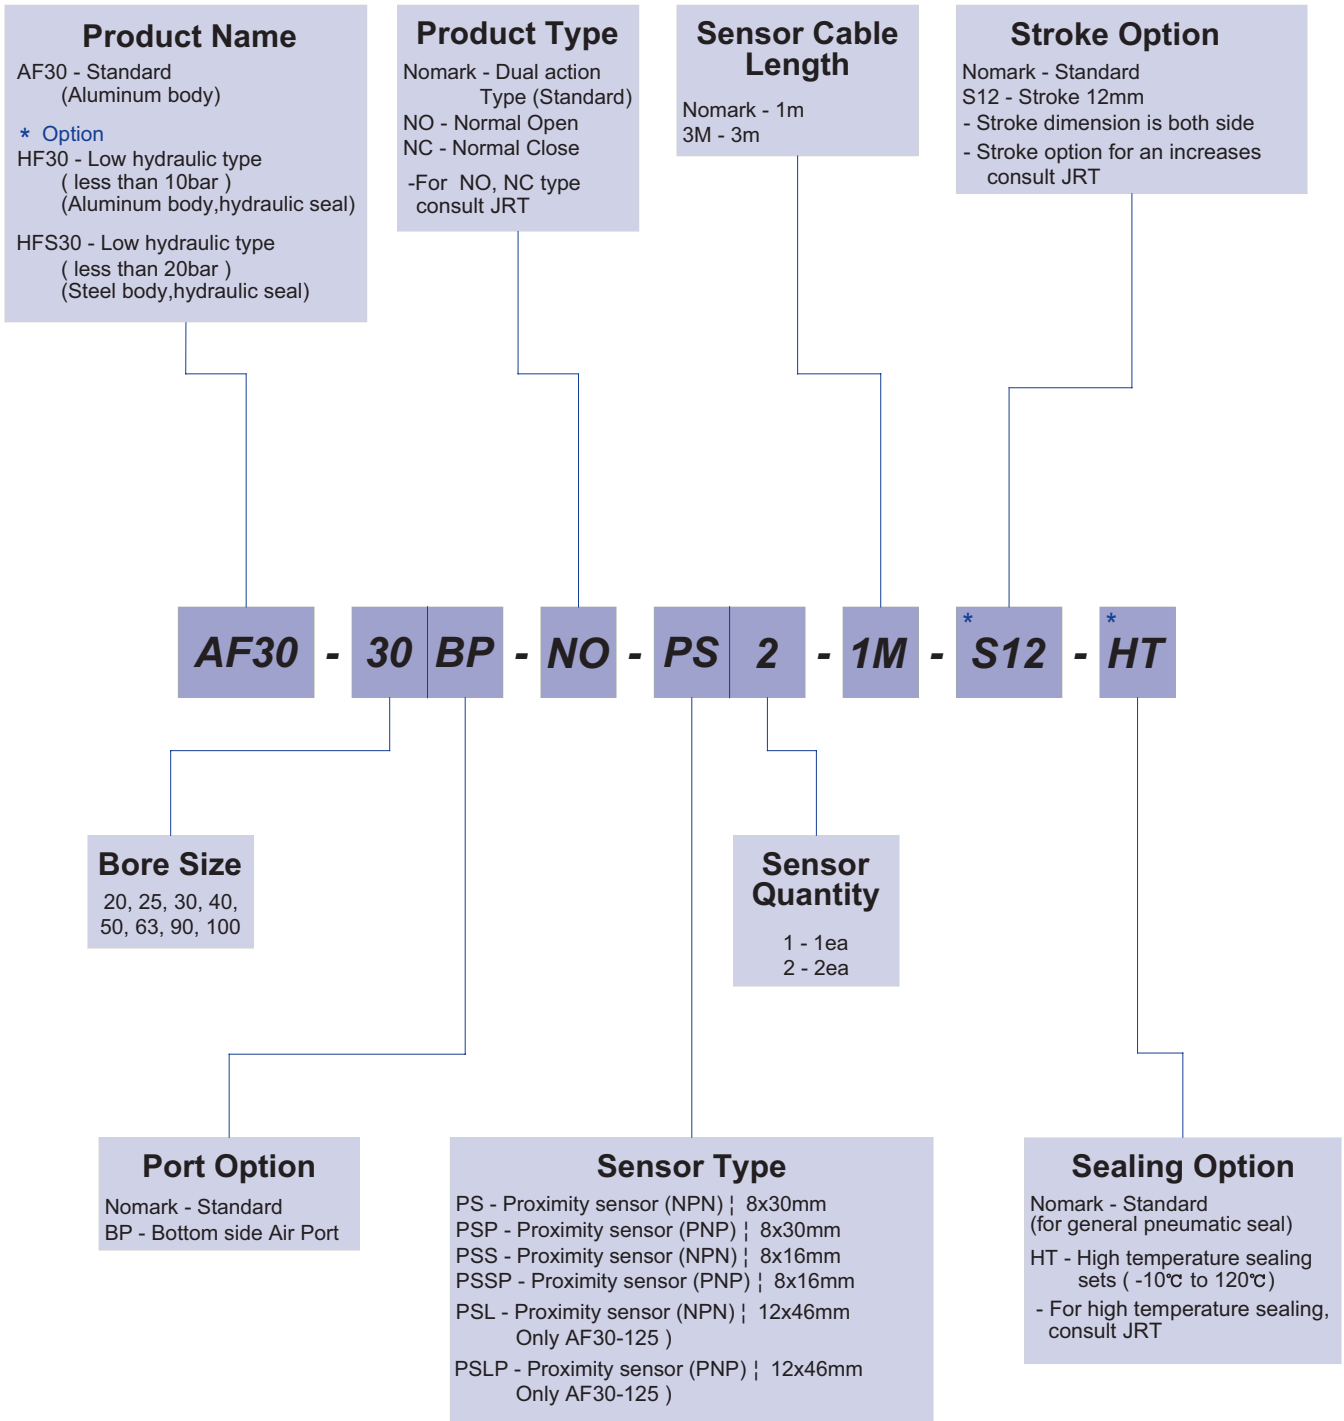 Product Name
AF30 - Standard
(Aluminum body)
* Option
HF30 - Low hydraulic type
( less than 10bar )
(Aluminum body,hydraulic seal)
HFS30 - Low hydraulic type
( less than 20bar )
(Steel body,hydraulic seal)
Product Type
Nomark - Dual action
Type (Standard)
NO - Normal Open
NC - Normal Close
-For NO, NC type
consult JRT
Sensor Cable
Length
Nomark - 1m
3M - 3m
Stroke Option
Nomark - Standard
S12 - Stroke 12mm
- Stroke dimension is both side
- Stroke option for an increases
consult JRT
AF30 - 30 BP - NO - PS 2 - 1M - *S12 - *HT
Bore Size
20, 25, 30, 40,
50, 63, 90, 100
Sensor
Quantity
1 - 1ea
2 - 2ea
Port Option
Nomark - Standard
BP - Bottom side Air Port
Sensor Type
PS - Proximity sensor (NPN) ¦ 8x30mm
PSP - Proximity sensor (PNP) ¦ 8x30mm
PSS - Proximity sensor (NPN) ¦ 8x16mm
PSSP - Proximity sensor (PNP) ¦ 8x16mm
PSL - Proximity sensor (NPN) ¦ 12x46mm
Only AF30-125 )
PSLP - Proximity sensor (PNP) ¦ 12x46mm
Only AF30-125 )
Sealing Option
Nomark - Standard
(for general pneumatic seal)
HT - High temperature sealing
sets ( -10℃ to 120℃ )
- For high temperature sealing,
consult JRT